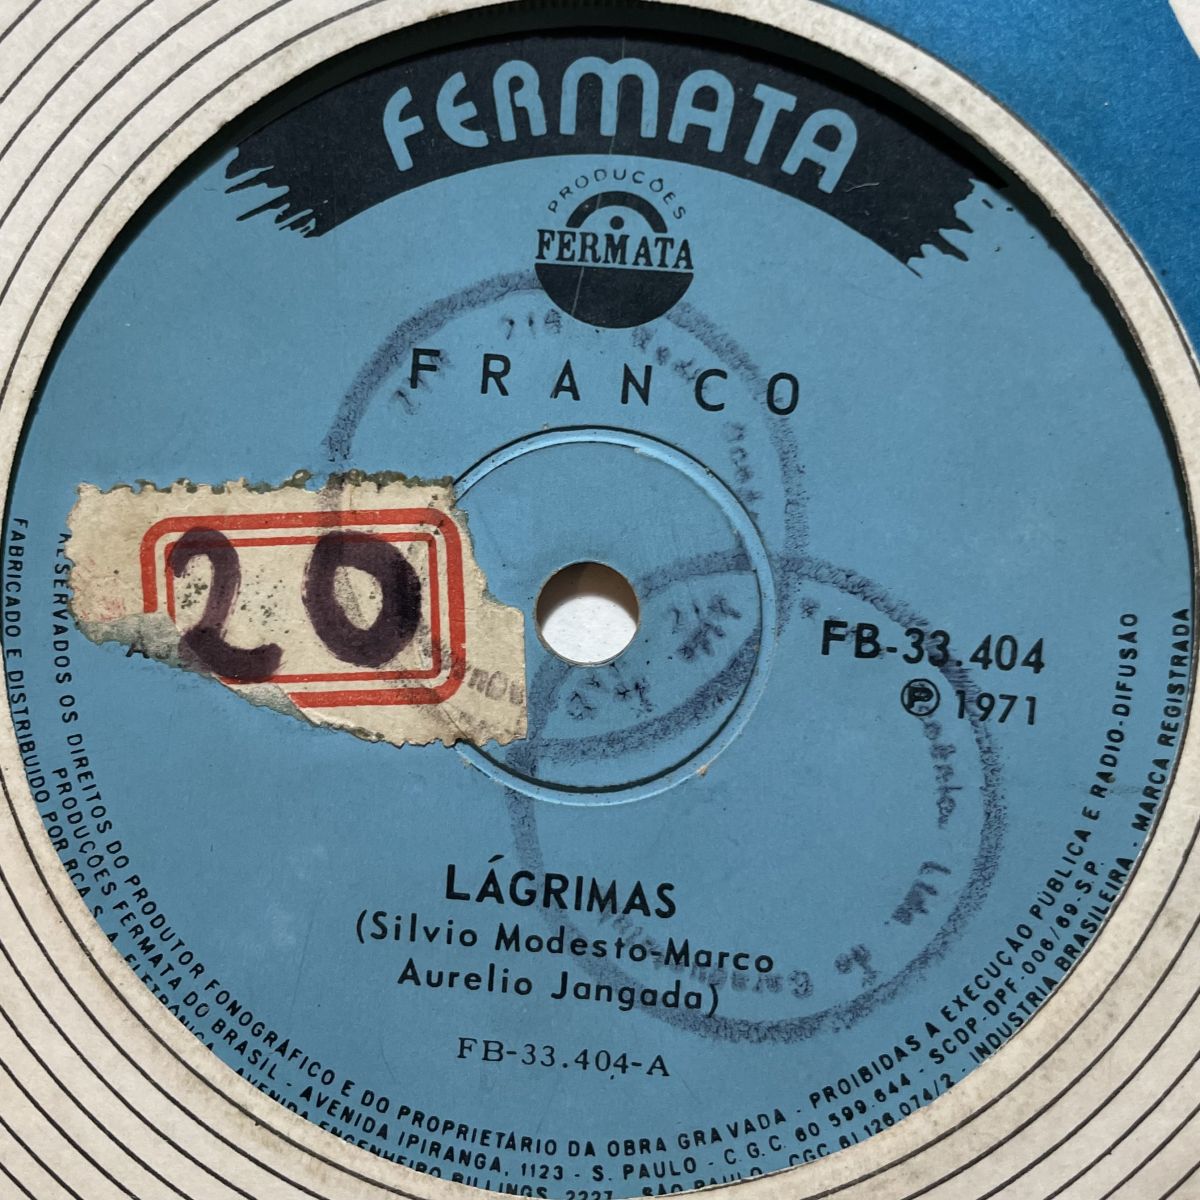 FERMATA
PRODUÇÕES
FERMATA
FRANCO
20
FB-33.404
Ⓟ 1971
LÁGRIMAS
(Silvio Modesto-Marco
Aurelio Jangada)
FB-33.404-A
RESERVADOS OS DIREITOS DO PRODUTOR FONOGRÁFICO E DO PROPRIETÁRIO DA OBRA GRAVADA - PROIBIDAS A EXECUÇÃO PÚBLICA E RADIO-DIFUSÃO
PRODUÇÕES FERMATA DO BRASIL - AVENIDA IPIRANGA, 1123 - S. PAULO - C.G.C. 60 599.644 - SCDP-DPF-006/69-S.P.
FABRICADO E DISTRIBUIDO POR RCA S. A ELETRÔNICA AVENIDA ENGENHEIRO BILLINGS, 2227 SÃO PAULO - CGC 61 126.074/2 - INDUSTRIA BRASILEIRA - MARCA REGISTRADA